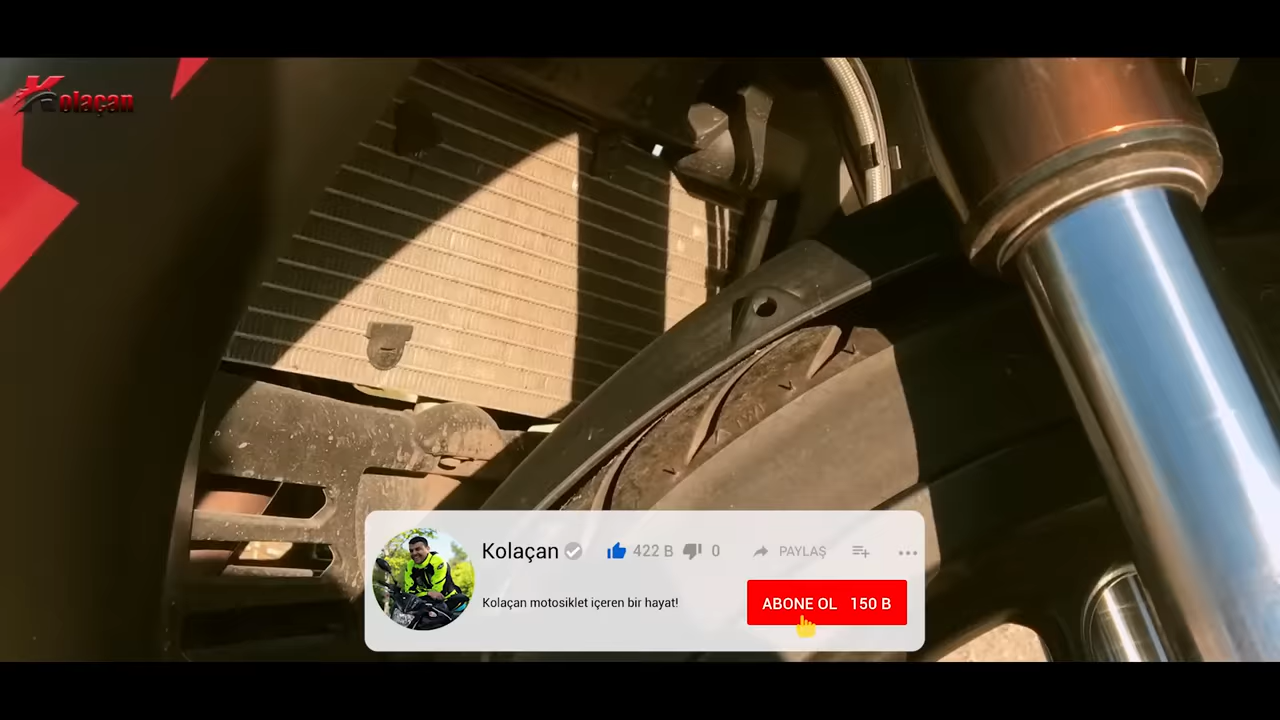 Kolaçan
Kolaçan 422 B 0 PAYLAŞ
Kolaçan motosiklet içeren bir hayat!
ABONE OL 150 B